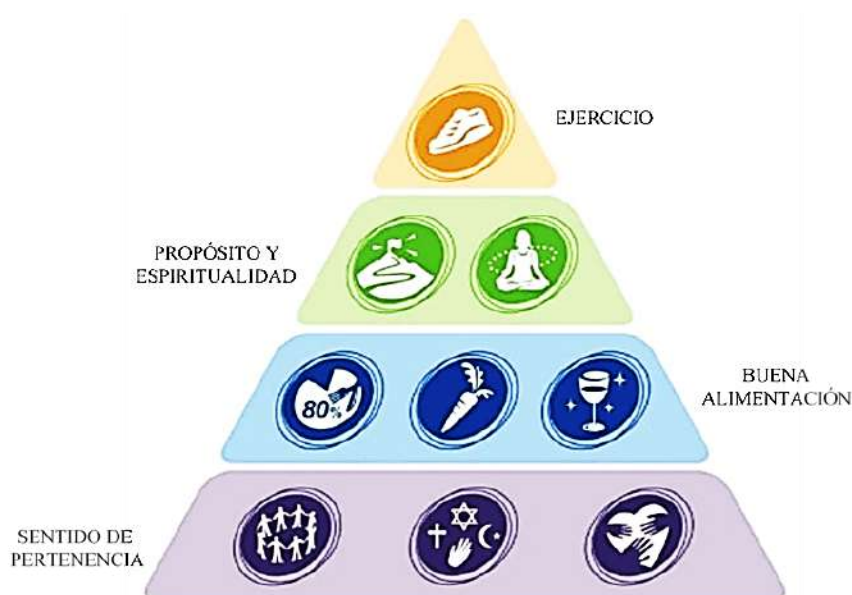 EJERCICIO
PROPÓSITO Y
ESPIRITUALIDAD
80%
BUENA
ALIMENTACIÓN
SENTIDO DE
PERTENENCIA